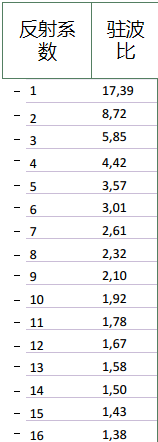 反射系数
驻波比
- 1 17,39
- 2 8,72
- 3 5,85
- 4 4,42
- 5 3,57
- 6 3,01
- 7 2,61
- 8 2,32
- 9 2,10
- 10 1,92
- 11 1,78
- 12 1,67
- 13 1,58
- 14 1,50
- 15 1,43
- 16 1,38